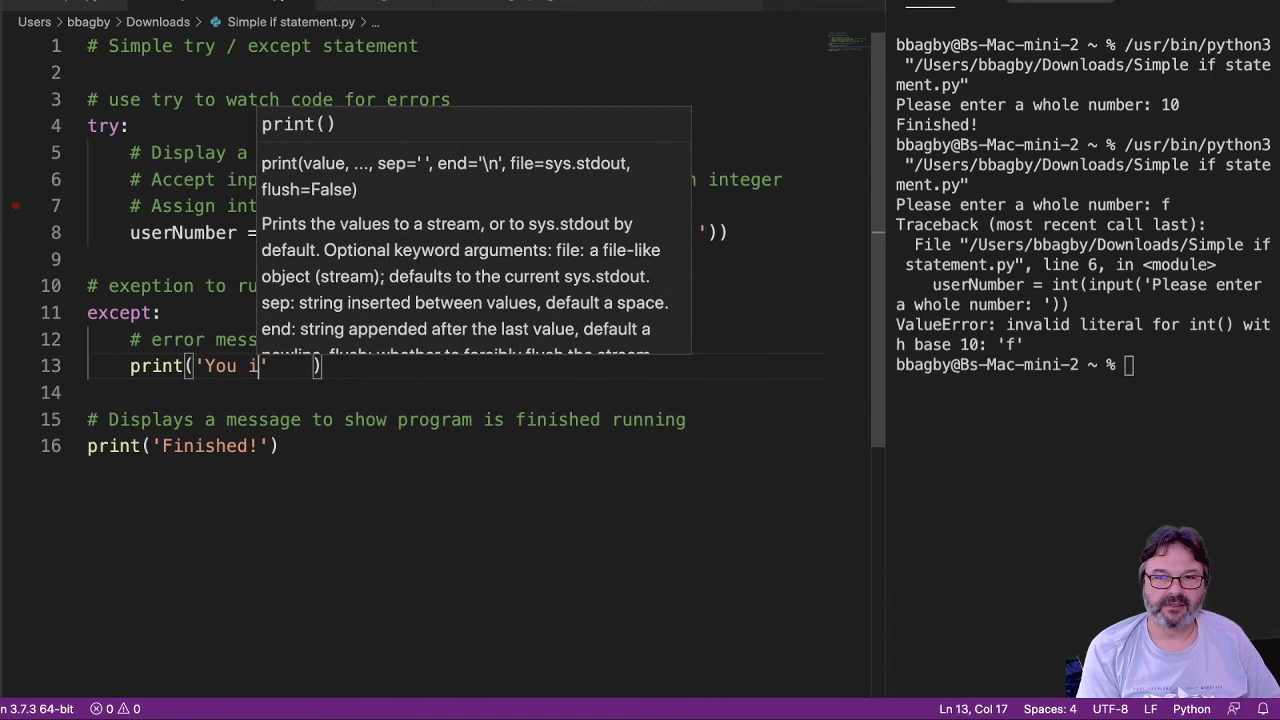 Users > bbagby > Downloads > Simple if statement.py > ...
1 # Simple try / except statement
2
3 # use try to watch code for errors
4 try:
5 # Display a
6 # Accept inp n integer
7 # Assign int
8 userNumber = '))
9
10 # exeption to ru
11 except:
12 # error mess
13 print('You i' )
14
15 # Displays a message to show program is finished running
16 print('Finished!')
print()
print(value, ..., sep=' ', end='\n', file=sys.stdout,
flush=False)
Prints the values to a stream, or to sys.stdout by
default. Optional keyword arguments: file: a file-like
object (stream); defaults to the current sys.stdout.
sep: string inserted between values, default a space.
end: string appended after the last value, default a
newline. flush: whether to forcibly flush the stream.
bbagby@Bs-Mac-mini-2 ~ % /usr/bin/python3
"/Users/bbagby/Downloads/Simple if state
ment.py"
Please enter a whole number: 10
Finished!
bbagby@Bs-Mac-mini-2 ~ % /usr/bin/python3
"/Users/bbagby/Downloads/Simple if state
ment.py"
Please enter a whole number: f
Traceback (most recent call last):
File "/Users/bbagby/Downloads/Simple if
statement.py", line 6, in <module>
userNumber = int(input('Please enter
a whole number: '))
ValueError: invalid literal for int() wit
h base 10: 'f'
bbagby@Bs-Mac-mini-2 ~ %
n 3.7.3 64-bit 0 0 Ln 13, Col 17 Spaces: 4 UTF-8 LF Python